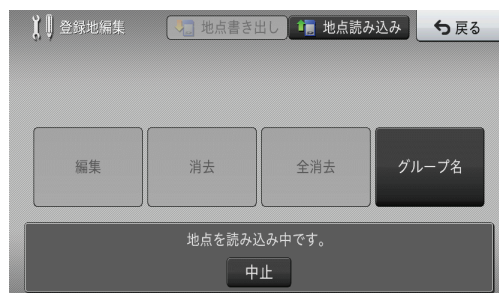 登録地編集
地点書き出し
地点読み込み
戻る
編集
消去
全消去
グループ名
地点を読み込み中です。
中止